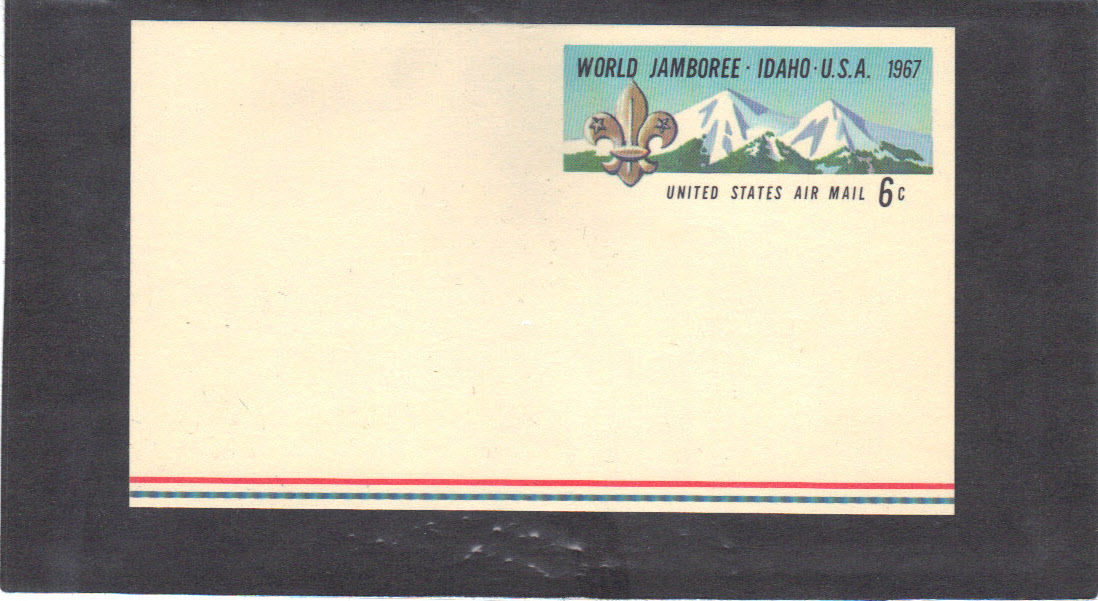 WORLD JAMBOREE · IDAHO · U.S.A. 1967
UNITED STATES AIR MAIL 6c